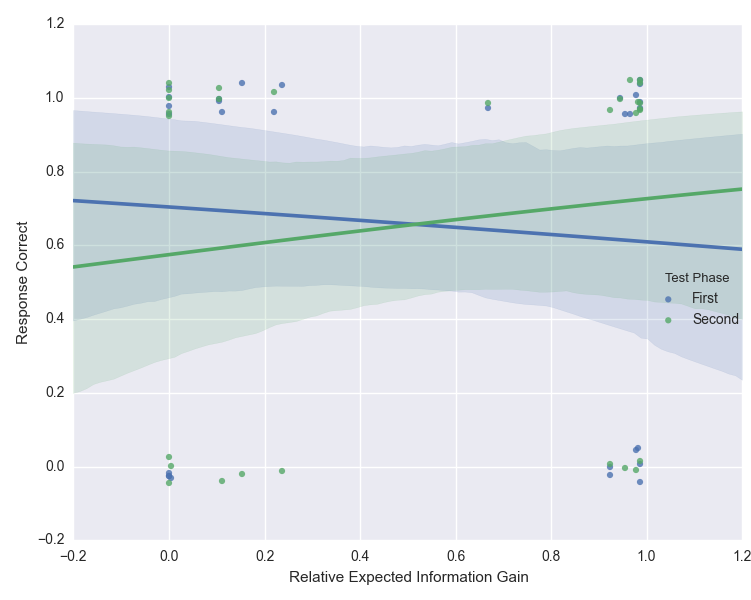 1.2
1.0
0.8
0.6
0.4
0.2
0.0
−0.2
Response Correct
Test Phase
First
Second
−0.2 0.0 0.2 0.4 0.6 0.8 1.0 1.2
Relative Expected Information Gain